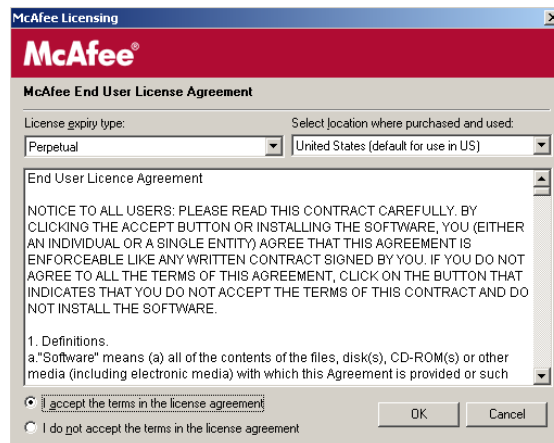 McAfee Licensing
McAfee®
McAfee End User License Agreement
License expiry type:
Select location where purchased and used:
Perpetual
United States (default for use in US)
End User Licence Agreement
NOTICE TO ALL USERS: PLEASE READ THIS CONTRACT CAREFULLY. BY
CLICKING THE ACCEPT BUTTON OR INSTALLING THE SOFTWARE, YOU (EITHER
AN INDIVIDUAL OR A SINGLE ENTITY) AGREE THAT THIS AGREEMENT IS
ENFORCEABLE LIKE ANY WRITTEN CONTRACT SIGNED BY YOU. IF YOU DO NOT
AGREE TO ALL THE TERMS OF THIS AGREEMENT, CLICK ON THE BUTTON THAT
INDICATES THAT YOU DO NOT ACCEPT THE TERMS OF THIS CONTRACT AND DO
NOT INSTALL THE SOFTWARE.
1. Definitions.
a."Software" means (a) all of the contents of the files, disk(s), CD-ROM(s) or other
media (including electronic media) with which this Agreement is provided or such
I accept the terms in the license agreement
I do not accept the terms in the license agreement
OK
Cancel